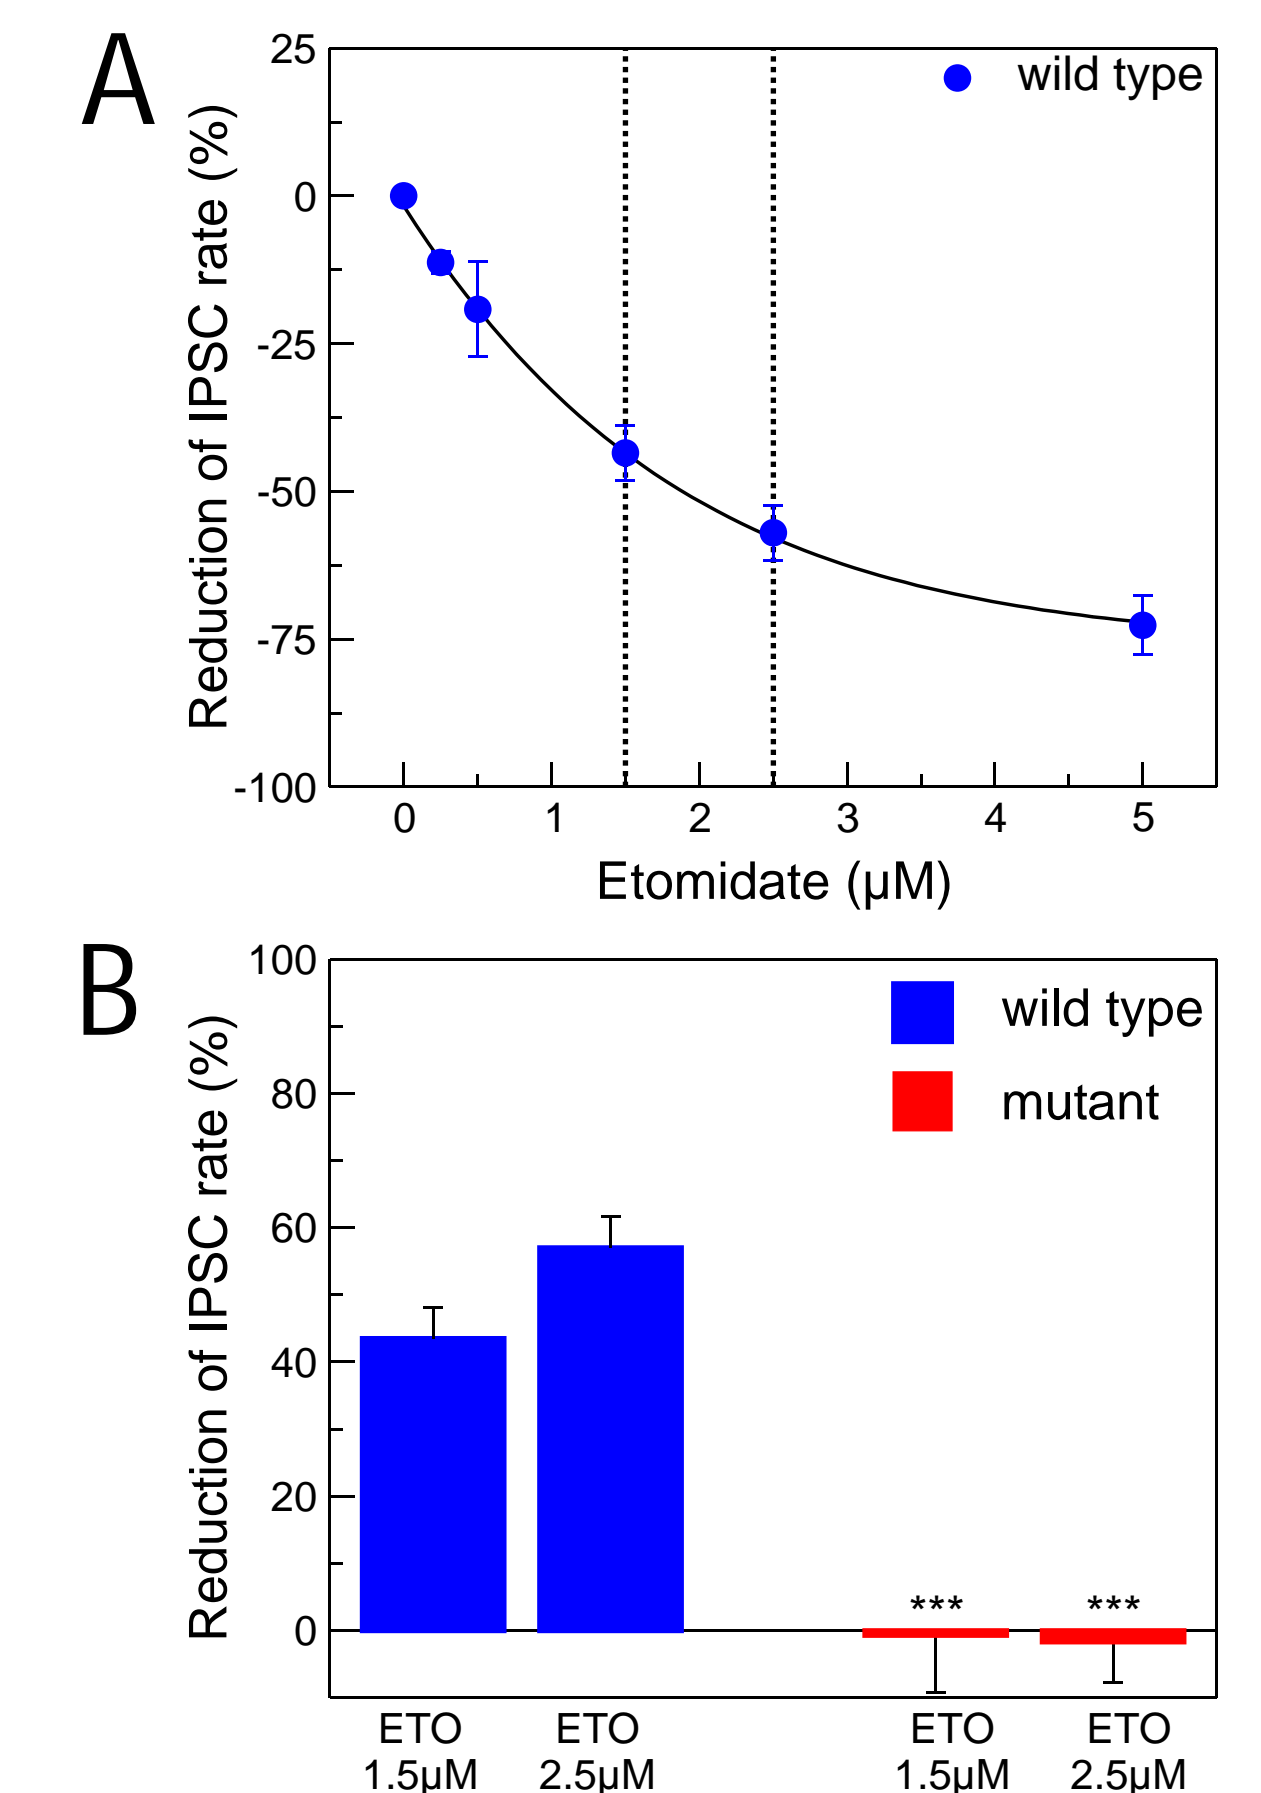 A
25
0
-25
-50
-75
-100
Reduction of IPSC rate (%)
wild type
0 1 2 3 4 5
Etomidate (µM)
B
100
80
60
40
20
0
Reduction of IPSC rate (%)
wild type
mutant
*** ***
ETO ETO ETO ETO
1.5µM 2.5µM 1.5µM 2.5µM